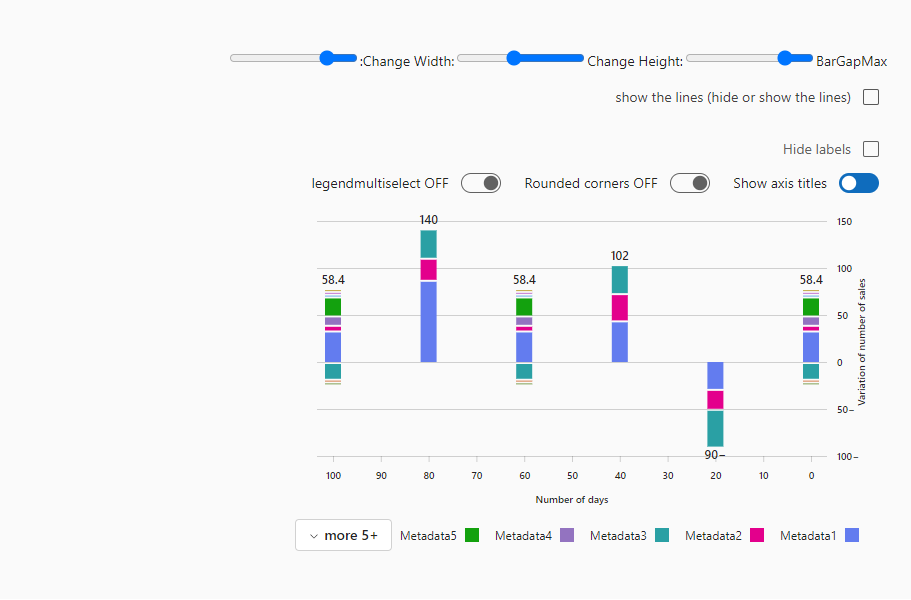 :Change Width: Change Height: BarGapMax
show the lines (hide or show the lines)
Hide labels
legendmultiselect OFF Rounded corners OFF Show axis titles
140 150
102
100
58.4 58.4 58.4
50
0
50–
90–
100–
Variation of number of sales
100 90 80 70 60 50 40 30 20 10 0
Number of days
more 5+ Metadata5 Metadata4 Metadata3 Metadata2 Metadata1